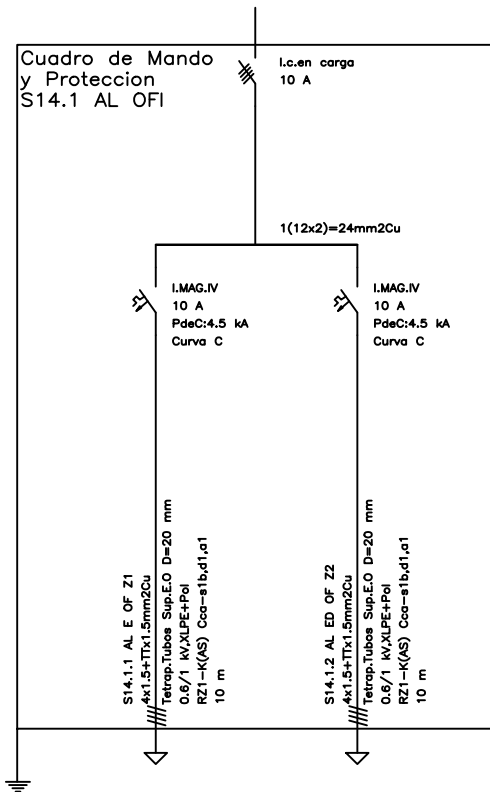 Cuadro de Mando
y Proteccion
S14.1 AL OFI
I.c.en carga
10 A
1(12x2)=24mm2Cu
I.MAG.IV
10 A
PdeC:4.5 kA
Curva C
I.MAG.IV
10 A
PdeC:4.5 kA
Curva C
S14.1.1 AL E OF Z1
4x1.5+TTx1.5mm2Cu
Tetrap.Tubos Sup.E.O D=20 mm
0.6/1 kV,XLPE+Pol
RZ1-K(AS) Cca-s1b,d1,a1
10 m
S14.1.2 AL ED OF Z2
4x1.5+TTx1.5mm2Cu
Tetrap.Tubos Sup.E.O D=20 mm
0.6/1 kV,XLPE+Pol
RZ1-K(AS) Cca-s1b,d1,a1
10 m